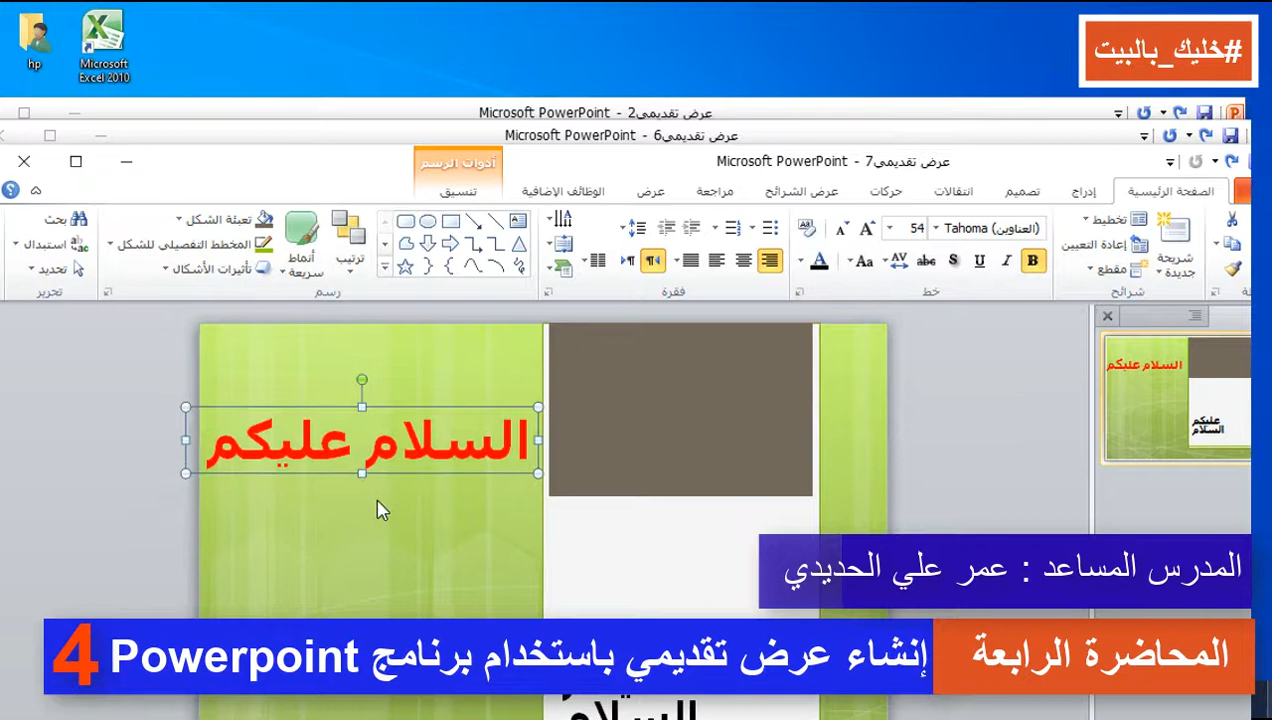 #خليك_بالبيت
hp
Microsoft Excel 2010
عرض تقديمي2 - Microsoft PowerPoint
عرض تقديمي6 - Microsoft PowerPoint
عرض تقديمي7 - Microsoft PowerPoint
أدوات الرسم
الصفحة الرئيسية إدراج تصميم انتقالات حركات عرض الشرائح مراجعة عرض الوظائف الإضافية تنسيق
تخطيط Tahoma (العناوين) 54 تعبئة الشكل بحث
إعادة التعيين المخطط التفصيلي للشكل استبدال
شريحة جديدة مقطع B I U S abc AV Aa A ترتيب أنماط سريعة تأثيرات الأشكال تحديد
شرائح خط فقرة رسم تحرير
السلام عليكم
السلام عليكم
عليكم
السلام
السلام
المدرس المساعد : عمر علي الحديدي
المحاضرة الرابعة إنشاء عرض تقديمي باستخدام برنامج Powerpoint 4